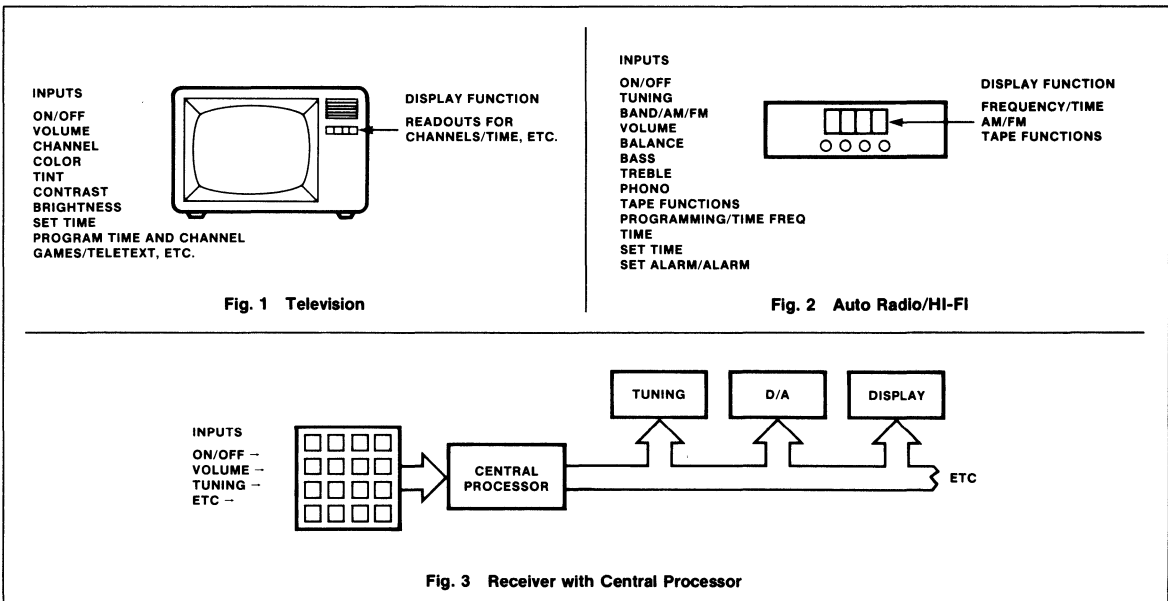 INPUTS
ON/OFF
VOLUME
CHANNEL
COLOR
TINT
CONTRAST
BRIGHTNESS
SET TIME
PROGRAM TIME AND CHANNEL
GAMES/TELETEXT, ETC.
DISPLAY FUNCTION
READOUTS FOR
CHANNELS/TIME, ETC.
Fig. 1 Television
INPUTS
ON/OFF
TUNING
BAND/AM/FM
VOLUME
BALANCE
BASS
TREBLE
PHONO
TAPE FUNCTIONS
PROGRAMMING/TIME FREQ
TIME
SET TIME
SET ALARM/ALARM
DISPLAY FUNCTION
FREQUENCY/TIME
AM/FM
TAPE FUNCTIONS
Fig. 2 Auto Radio/HI-FI
INPUTS
ON/OFF →
VOLUME →
TUNING →
ETC →
CENTRAL
PROCESSOR
TUNING
D/A
DISPLAY
ETC
Fig. 3 Receiver with Central Processor